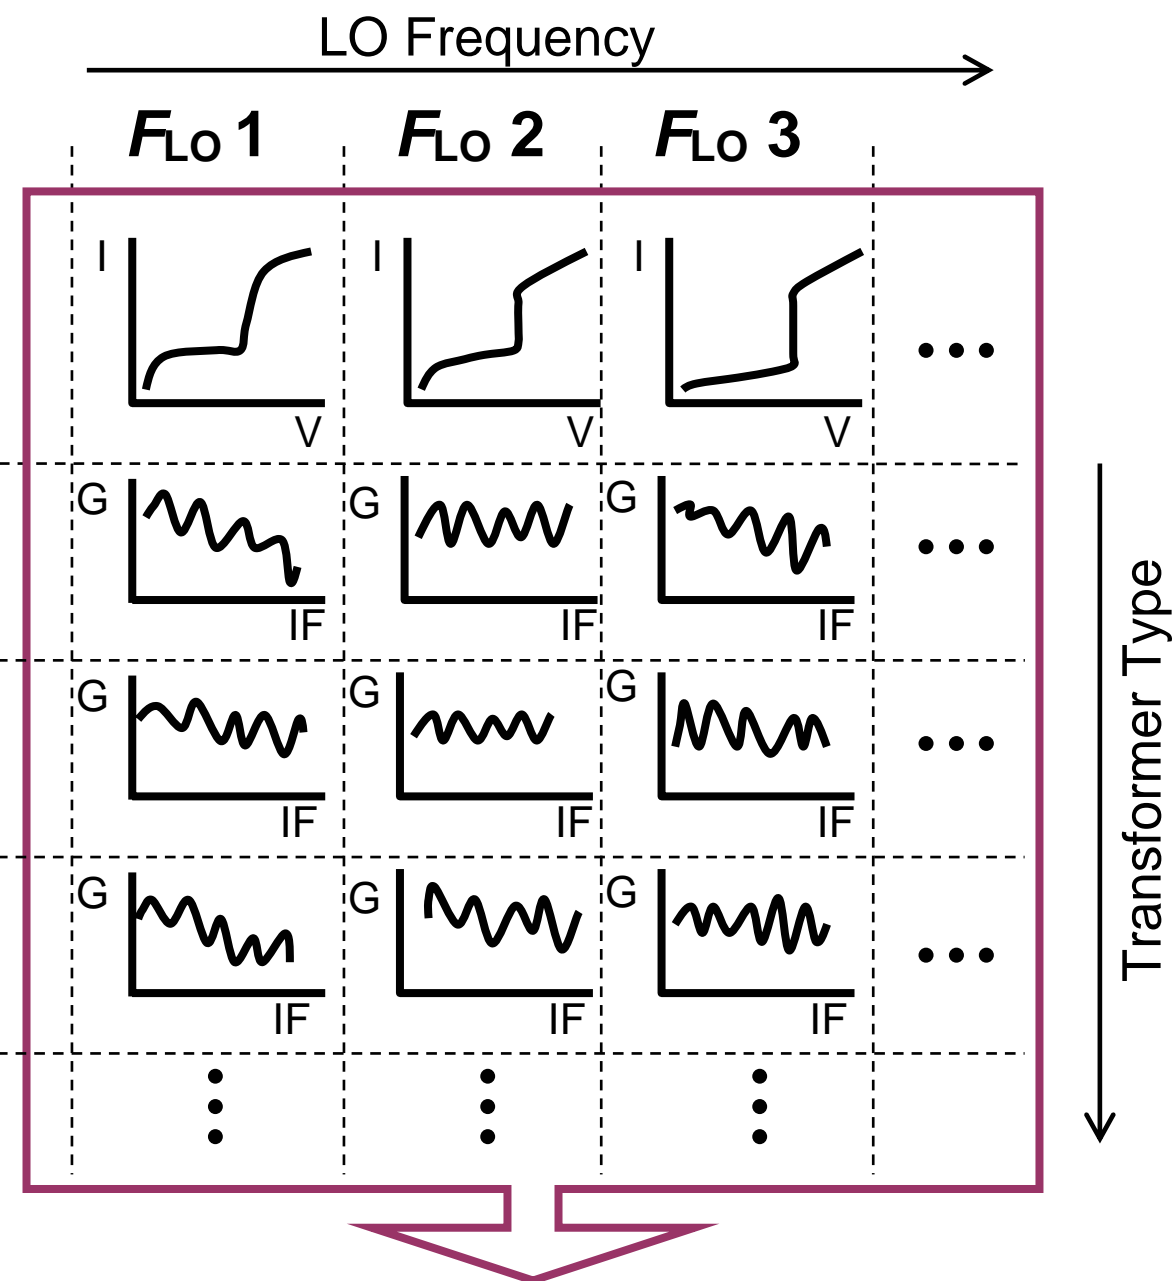 LO Frequency
FLO 1 FLO 2 FLO 3
I I I
V V V
G G G
IF IF IF
G G G
IF IF IF
G G G
IF IF IF
Transformer Type